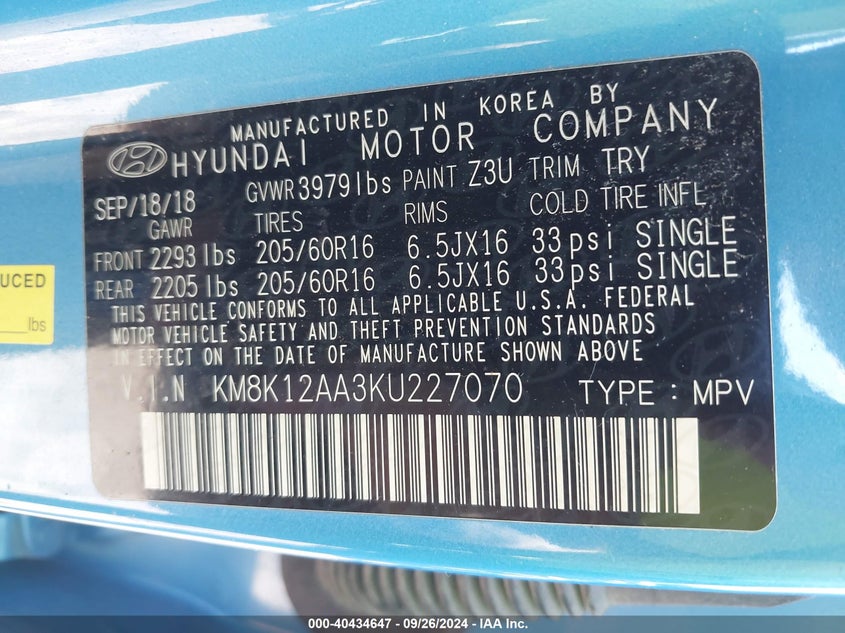 MANUFACTURED IN KOREA BY
HYUNDAI MOTOR COMPANY
SEP/18/18 GVWR 3979 lbs PAINT Z3U TRIM TRY
GAWR TIRES RIMS COLD TIRE INFL
FRONT 2293 lbs 205/60R16 6.5JX16 33psi SINGLE
REAR 2205 lbs 205/60R16 6.5JX16 33psi SINGLE
THIS VEHICLE CONFORMS TO ALL APPLICABLE U.S.A. FEDERAL
MOTOR VEHICLE SAFETY AND THEFT PREVENTION STANDARDS
IN EFFECT ON THE DATE OF MANUFACTURE SHOWN ABOVE.
V.I.N KM8K12AA3KU227070 TYPE : MPV
UCED
lbs
000-40434647 - 09/26/2024 - IAA Inc.